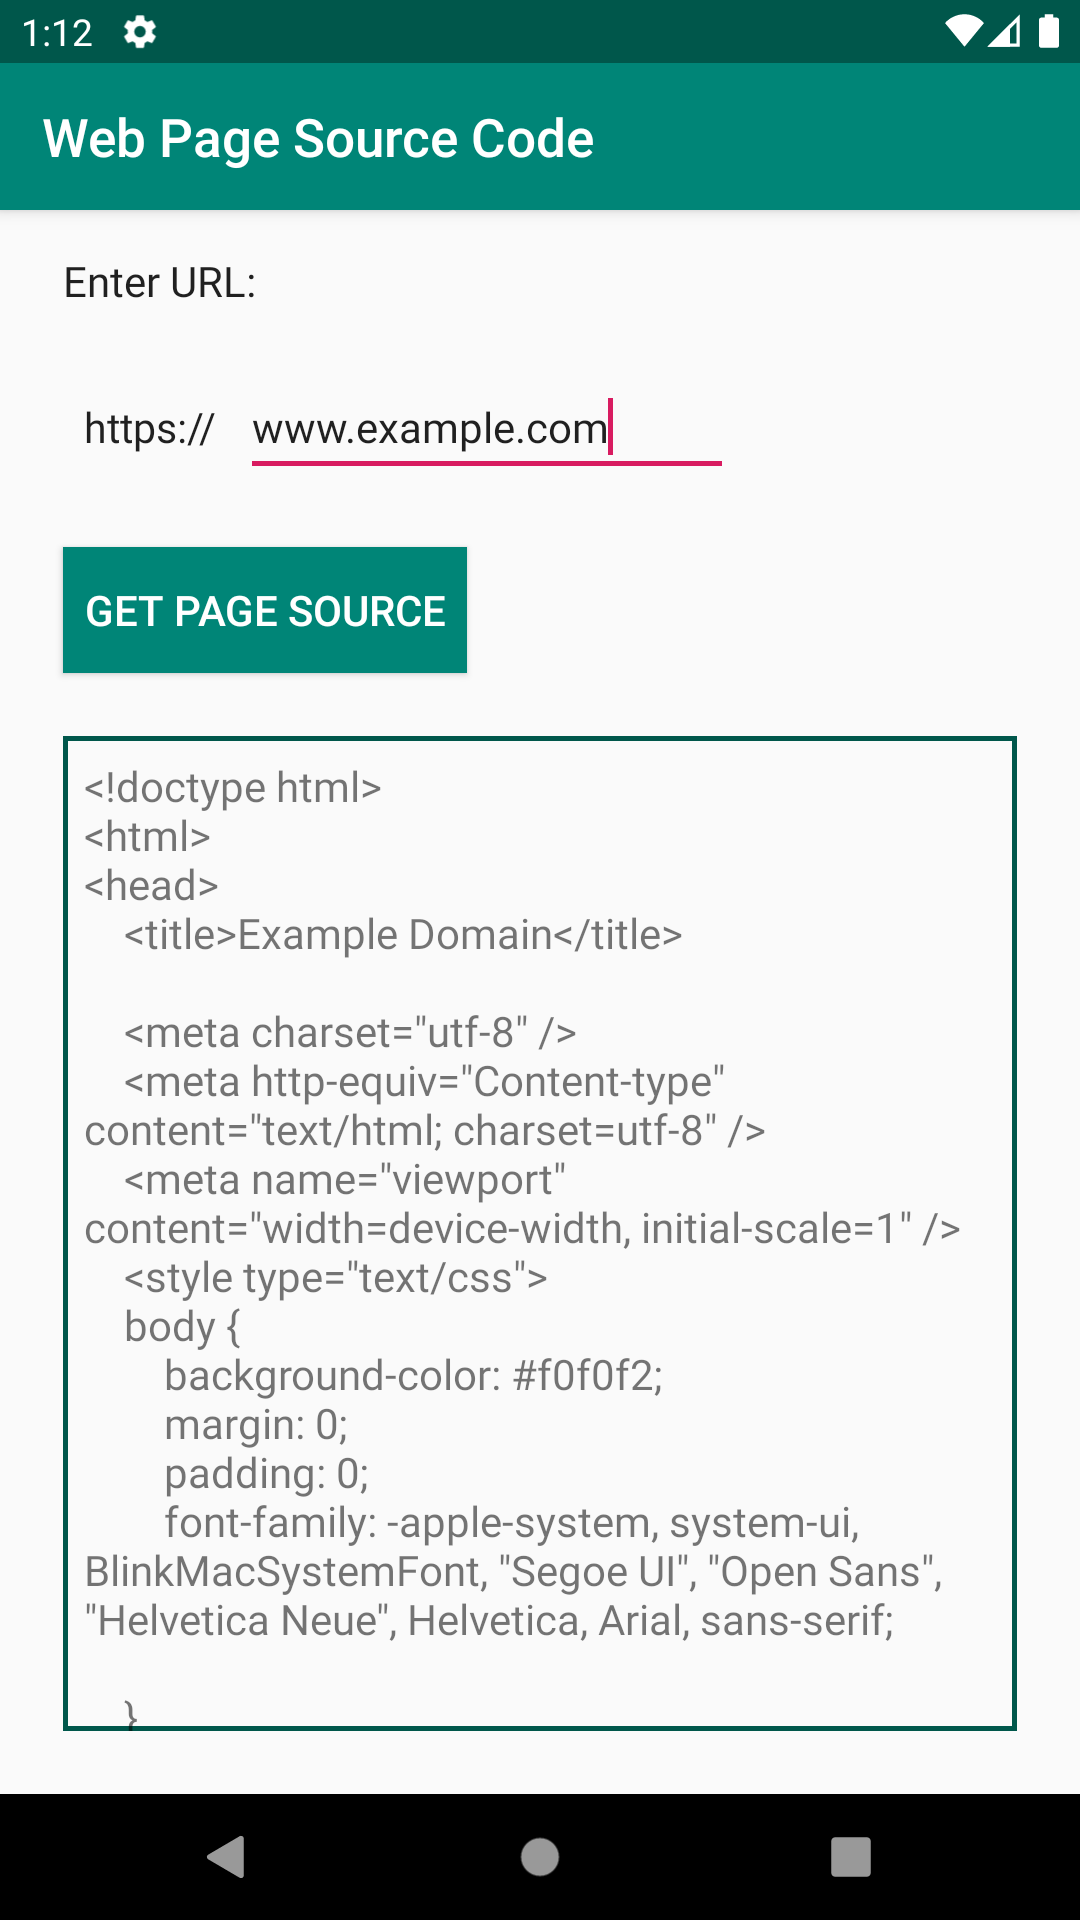 1:12
Web Page Source Code
Enter URL:
https:// www.example.com
GET PAGE SOURCE
<!doctype html>
<html>
<head>
    <title>Example Domain</title>

    <meta charset="utf-8" />
    <meta http-equiv="Content-type"
content="text/html; charset=utf-8" />
    <meta name="viewport"
content="width=device-width, initial-scale=1" />
    <style type="text/css">
    body {
        background-color: #f0f0f2;
        margin: 0;
        padding: 0;
        font-family: -apple-system, system-ui,
BlinkMacSystemFont, "Segoe UI", "Open Sans",
"Helvetica Neue", Helvetica, Arial, sans-serif;

    }